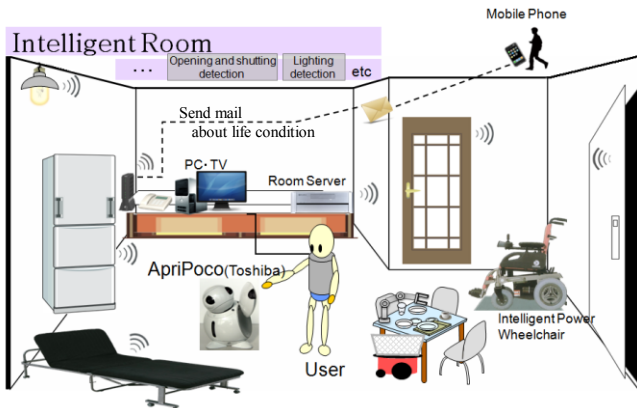 Intelligent Room
... Opening and shutting
detection
Lighting
detection
etc
Mobile Phone
Send mail
about life condition
PC・TV
Room Server
ApriPoco(Toshiba)
User
Intelligent Power
Wheelchair